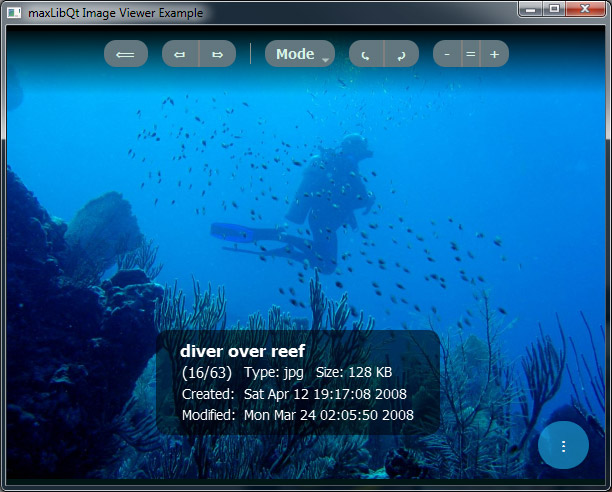 maxLibQt Image Viewer Example
Mode
- = +
diver over reef
(16/63) Type: jpg Size: 128 KB
Created: Sat Apr 12 19:17:08 2008
Modified: Mon Mar 24 02:05:50 2008